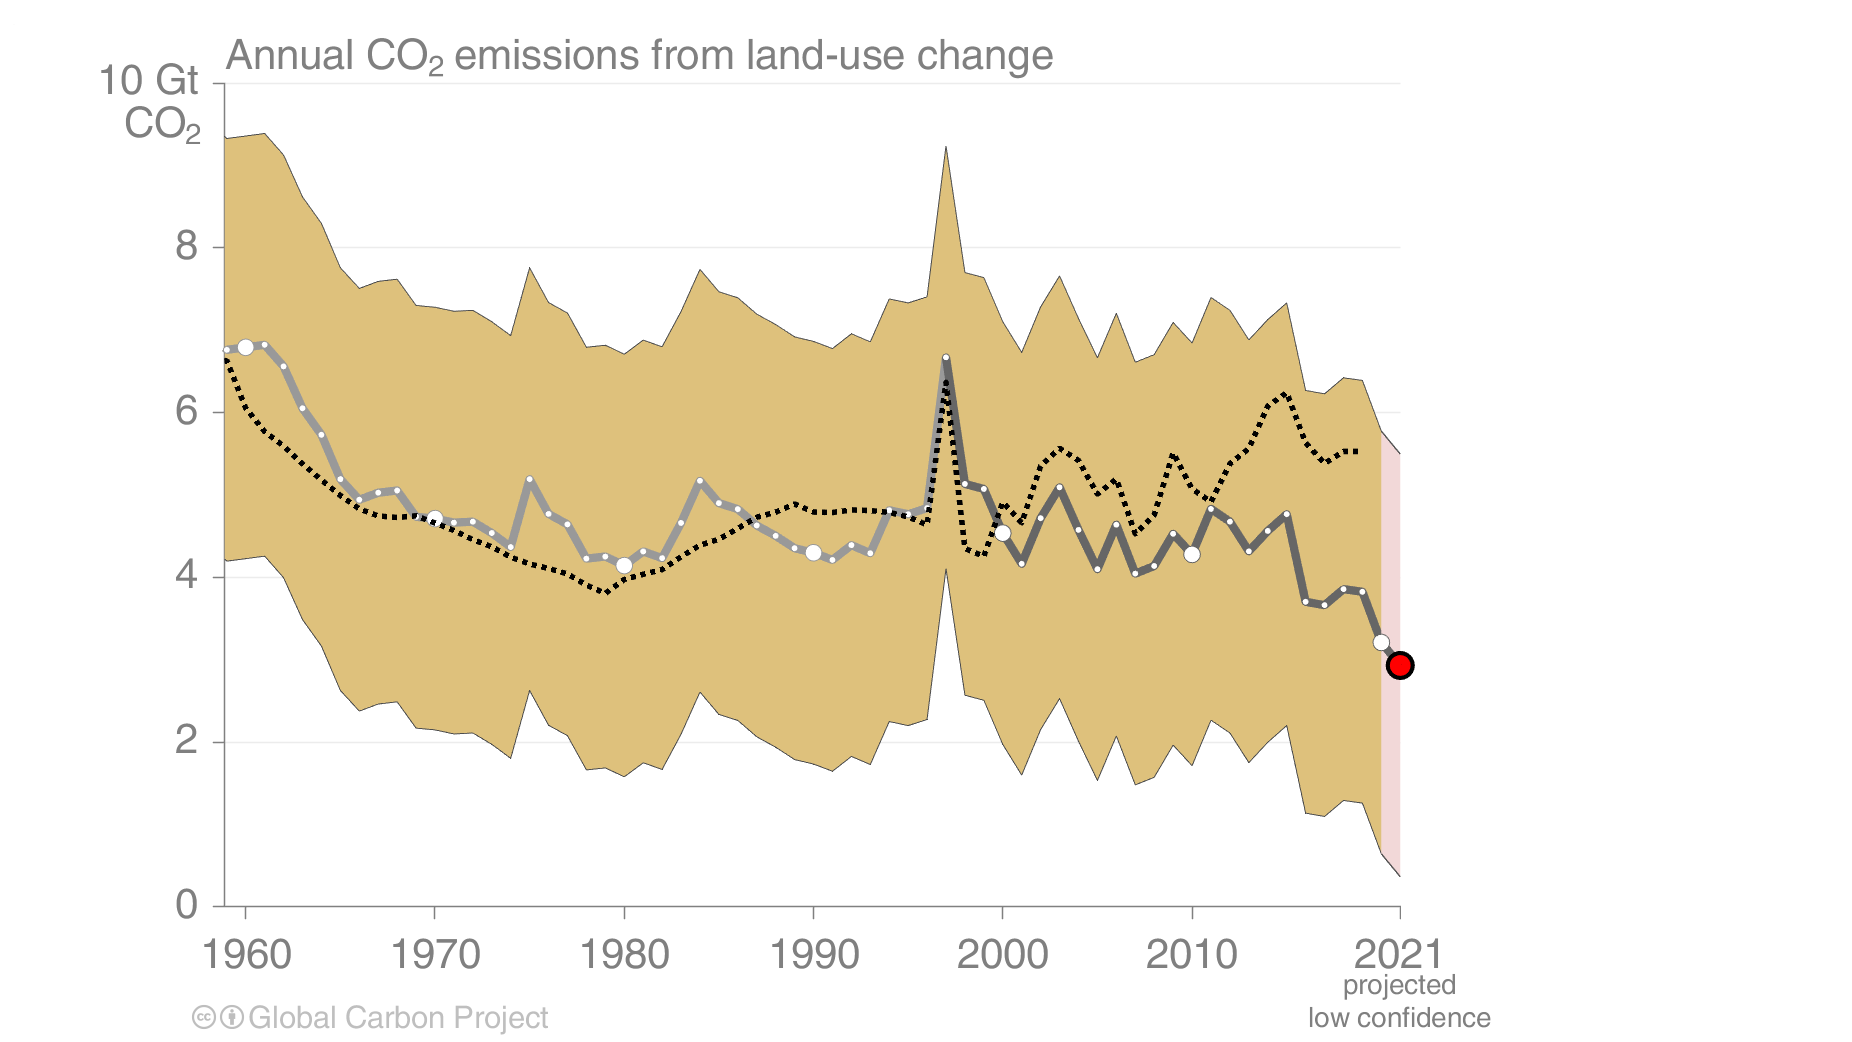 Annual CO₂ emissions from land-use change
10 Gt
CO₂
8
6
4
2
0
1960 1970 1980 1990 2000 2010 2021
projected
low confidence
cc Global Carbon Project